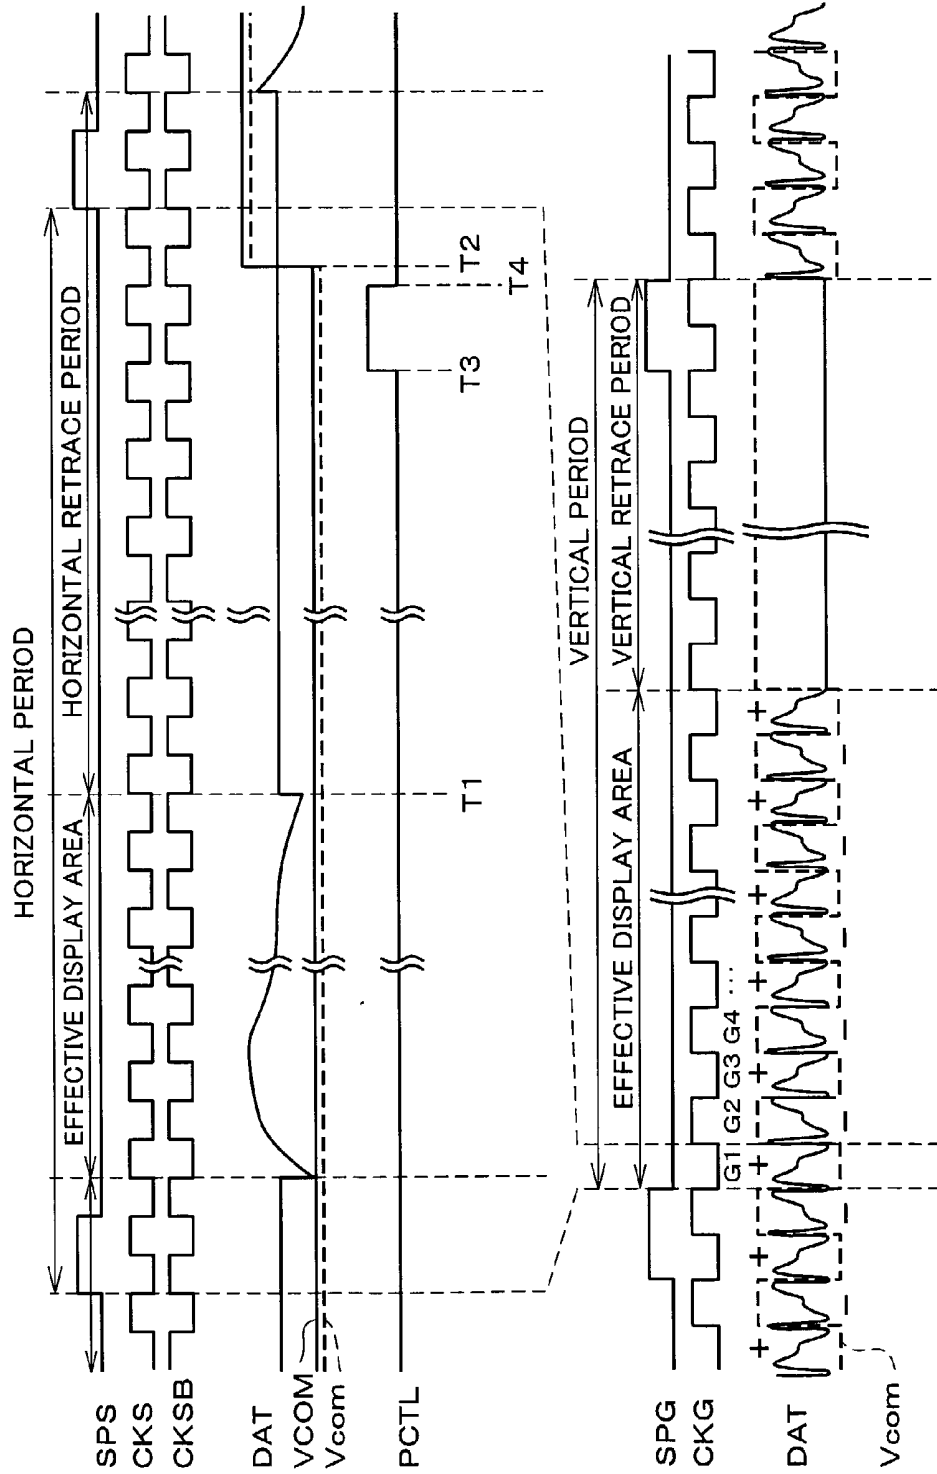 HORIZONTAL PERIOD
EFFECTIVE DISPLAY AREA
HORIZONTAL RETRACE PERIOD
SPS
CKS
CKSB
DAT
VCOM
Vcom
PCTL
T1
T3
T4
T2
VERTICAL PERIOD
EFFECTIVE DISPLAY AREA
VERTICAL RETRACE PERIOD
SPG
CKG
G1 G2 G3 G4 ...
+ + + + + + + +
DAT
Vcom